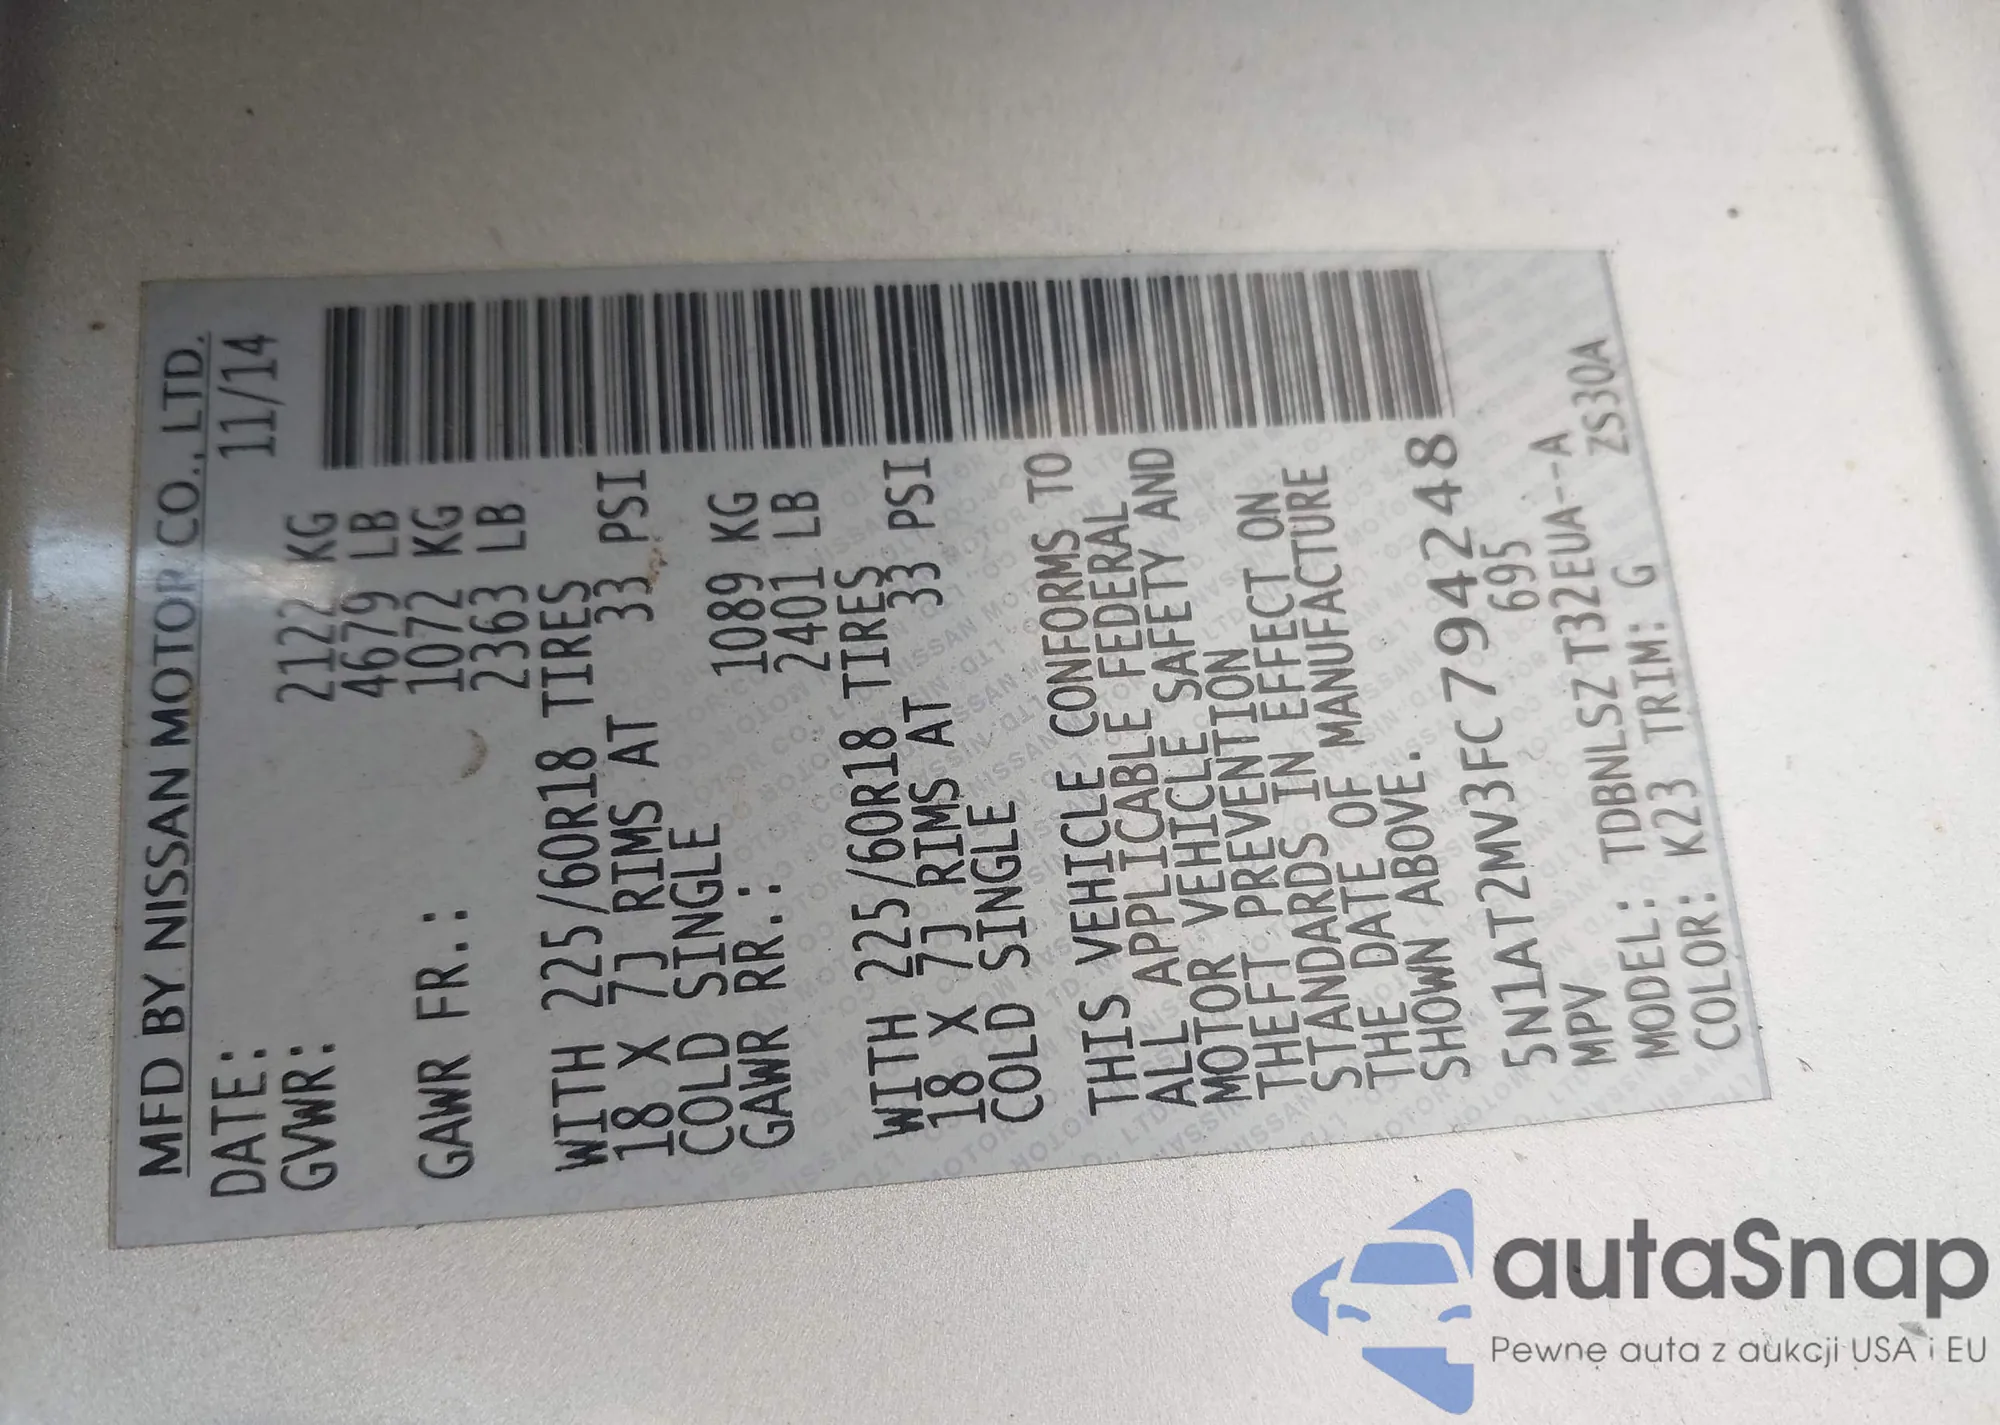 MFD BY NISSAN MOTOR CO., LTD.
DATE: 11/14
GVWR: 2122 KG
4679 LB
GAWR FR.: 1072 KG
2363 LB
WITH 225/60R18 TIRES
18 X 7J RIMS AT 33 PSI
COLD SINGLE
GAWR RR.: 1089 KG
2401 LB
WITH 225/60R18 TIRES
18 X 7J RIMS AT 33 PSI
COLD SINGLE
THIS VEHICLE CONFORMS TO
ALL APPLICABLE FEDERAL
MOTOR VEHICLE SAFETY AND
THEFT PREVENTION
STANDARDS IN EFFECT ON
THE DATE OF MANUFACTURE
SHOWN ABOVE.
5N1AT2MV3FC794248
MPV 695
MODEL: TDBNLSZT32EUA--A
COLOR: K23 TRIM: G ZS30A
autaSnap
Pewne auta z aukcji USA i EU